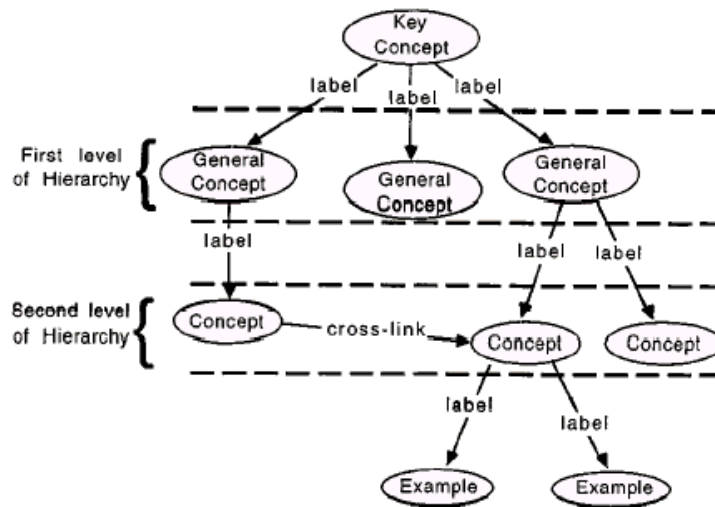 Key
Concept
label
label
label
First level
of Hierarchy
General
Concept
General
Concept
General
Concept
label
label
label
Second level
of Hierarchy
Concept
cross-link
Concept
Concept
label
label
Example
Example